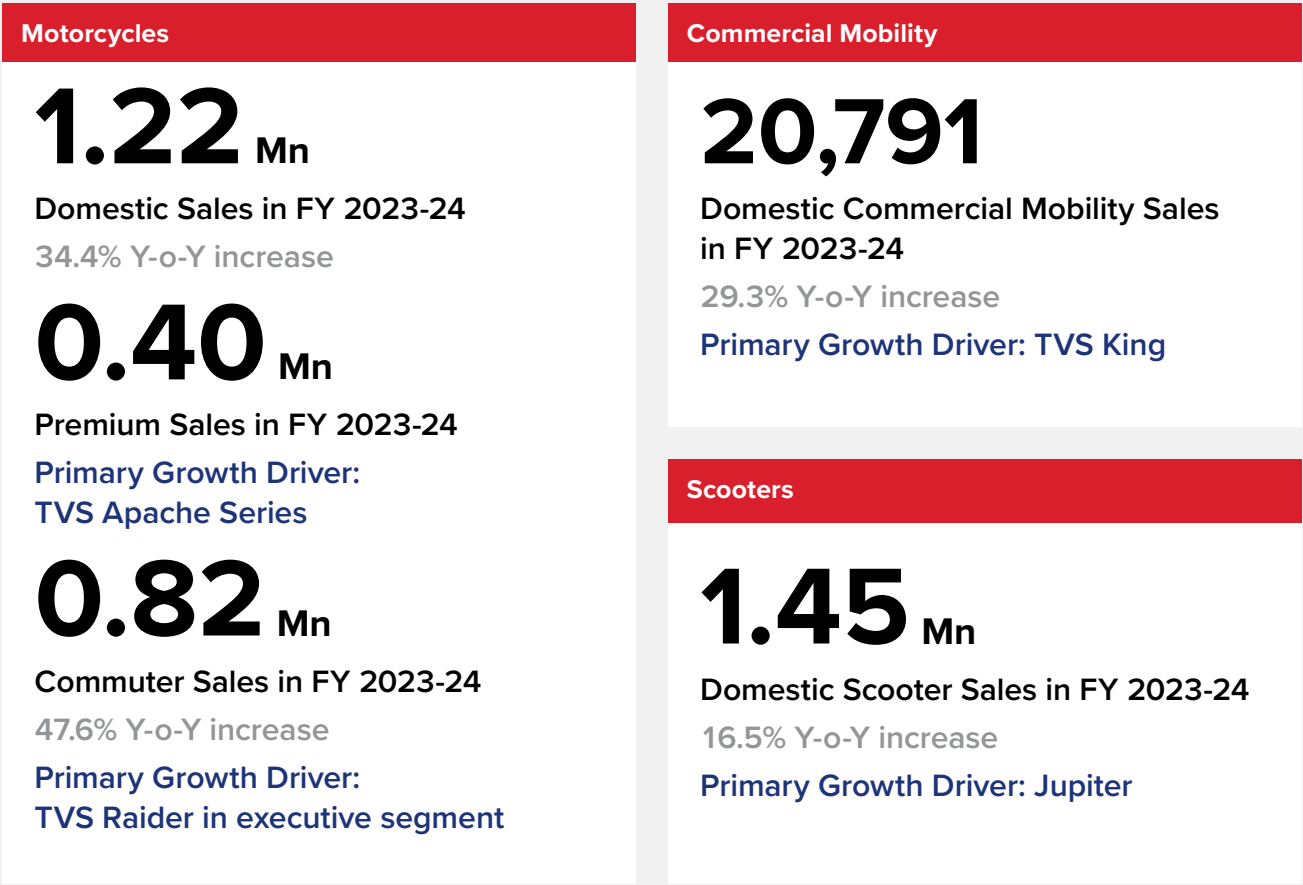 Motorcycles
1.22 Mn
Domestic Sales in FY 2023-24
34.4% Y-o-Y increase
0.40 Mn
Premium Sales in FY 2023-24
Primary Growth Driver:
TVS Apache Series
0.82 Mn
Commuter Sales in FY 2023-24
47.6% Y-o-Y increase
Primary Growth Driver:
TVS Raider in executive segment
Commercial Mobility
20,791
Domestic Commercial Mobility Sales
in FY 2023-24
29.3% Y-o-Y increase
Primary Growth Driver: TVS King
Scooters
1.45 Mn
Domestic Scooter Sales in FY 2023-24
16.5% Y-o-Y increase
Primary Growth Driver: Jupiter